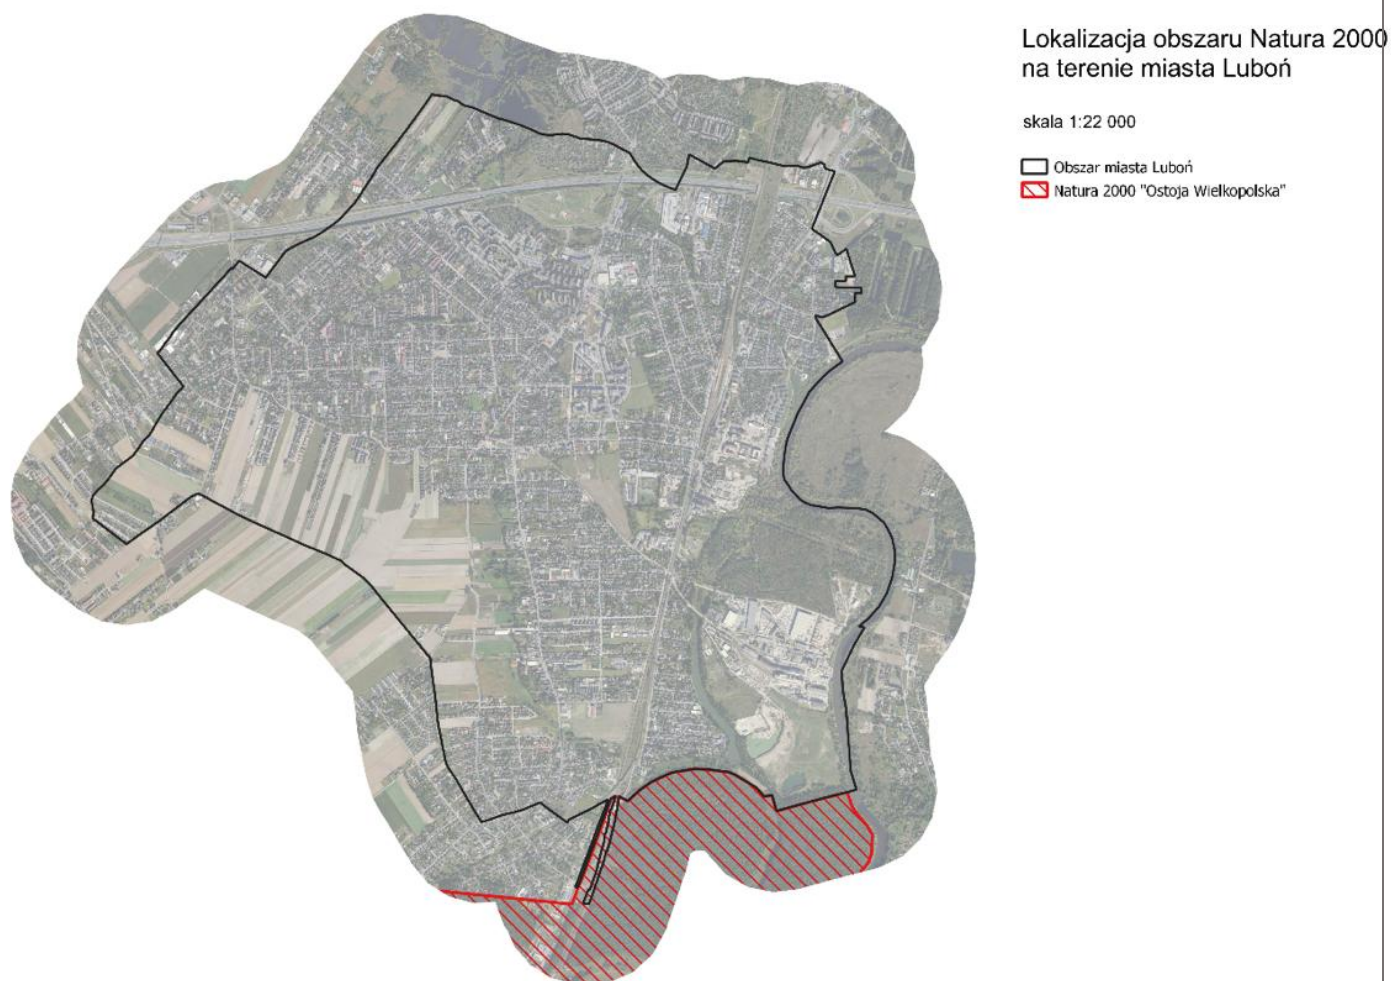 Lokalizacja obszaru Natura 2000
na terenie miasta Luboń
skala 1:22 000
Obszar miasta Luboń
Natura 2000 "Ostoja Wielkopolska"